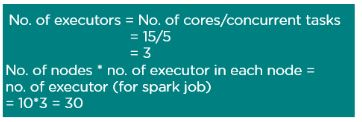 No. of executors = No. of cores/concurrent tasks
= 15/5
= 3
No. of nodes * no. of executor in each node =
no. of executor (for spark job)
= 10*3 = 30